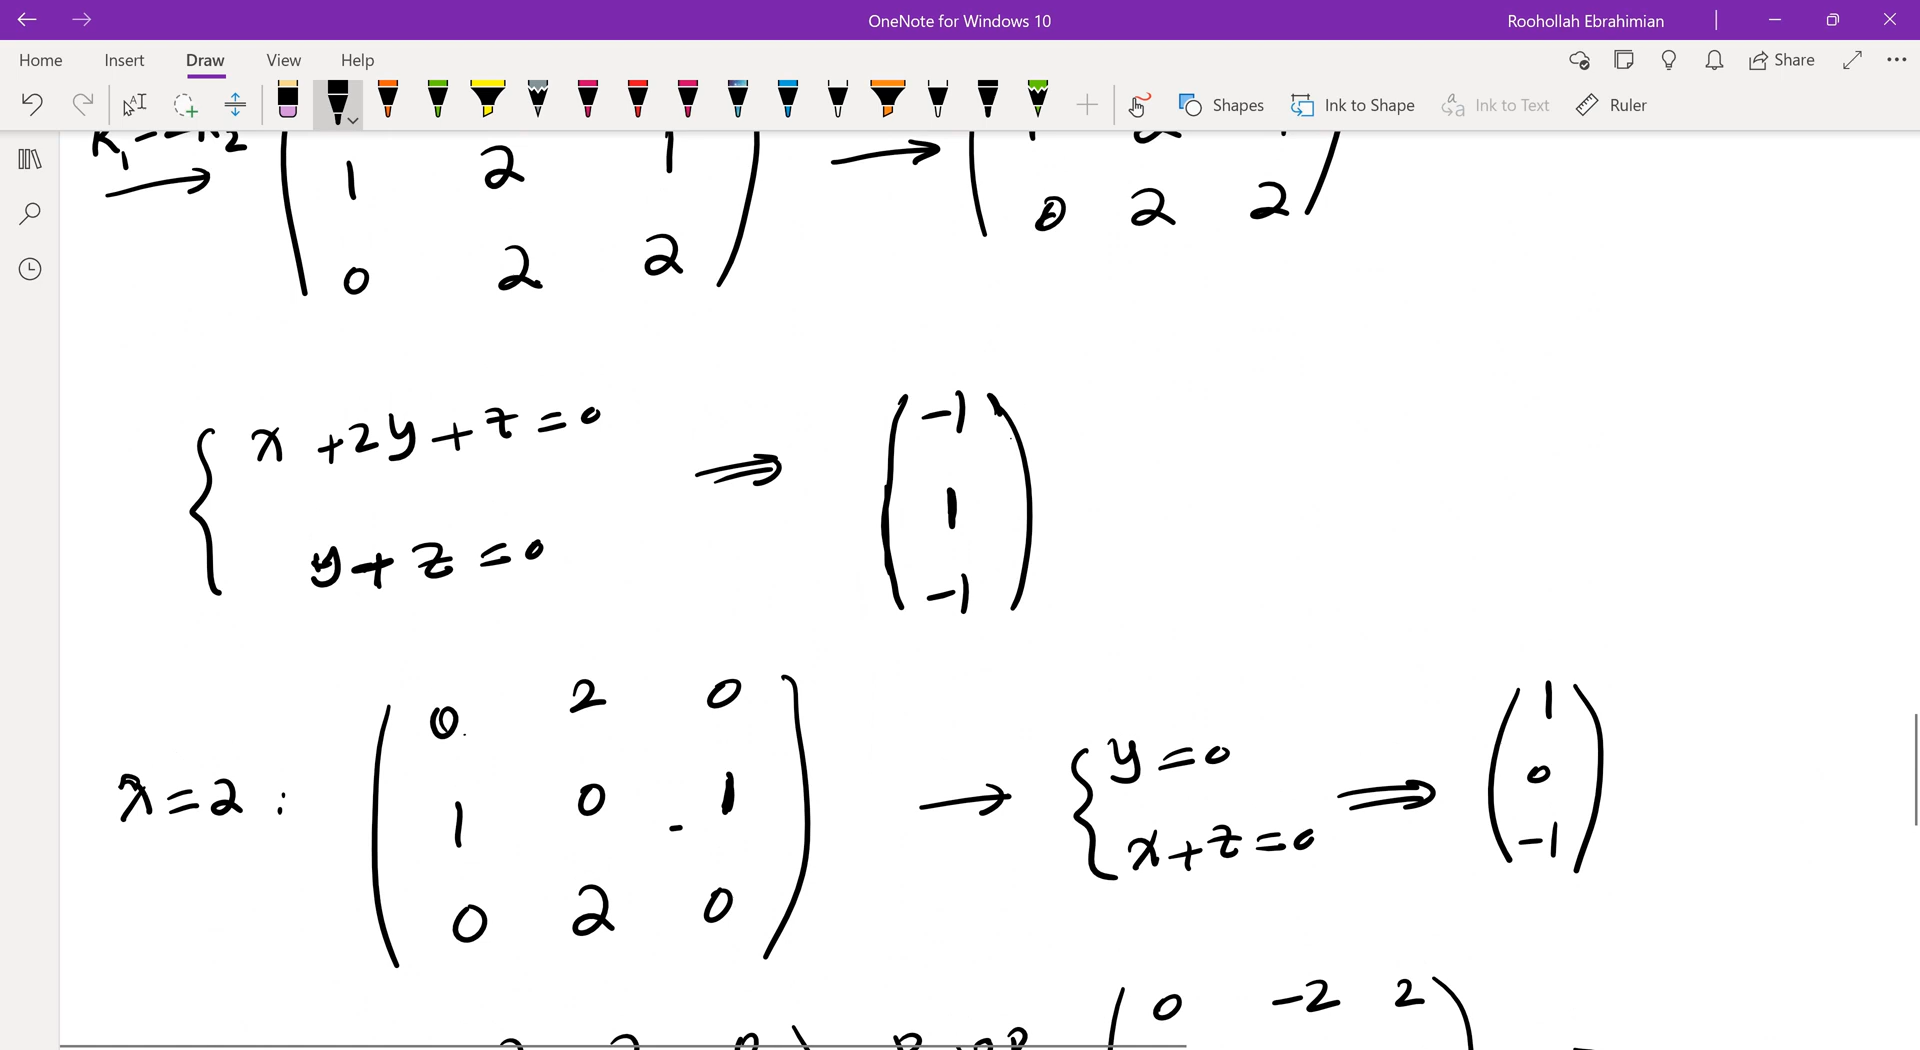 OneNote for Windows 10
Roohollah Ebrahimian
Home Insert Draw View Help
Share
Shapes Ink to Shape Ink to Text Ruler
1 2 1
0 2 2
0 2 2
x + 2y + z = 0
y + z = 0
⇒
-1
1
-1
λ = 2 :
0 2 0
1 0 - 1
0 2 0
→
y = 0
x + z = 0
⇒
1
0
-1
0 -2 2